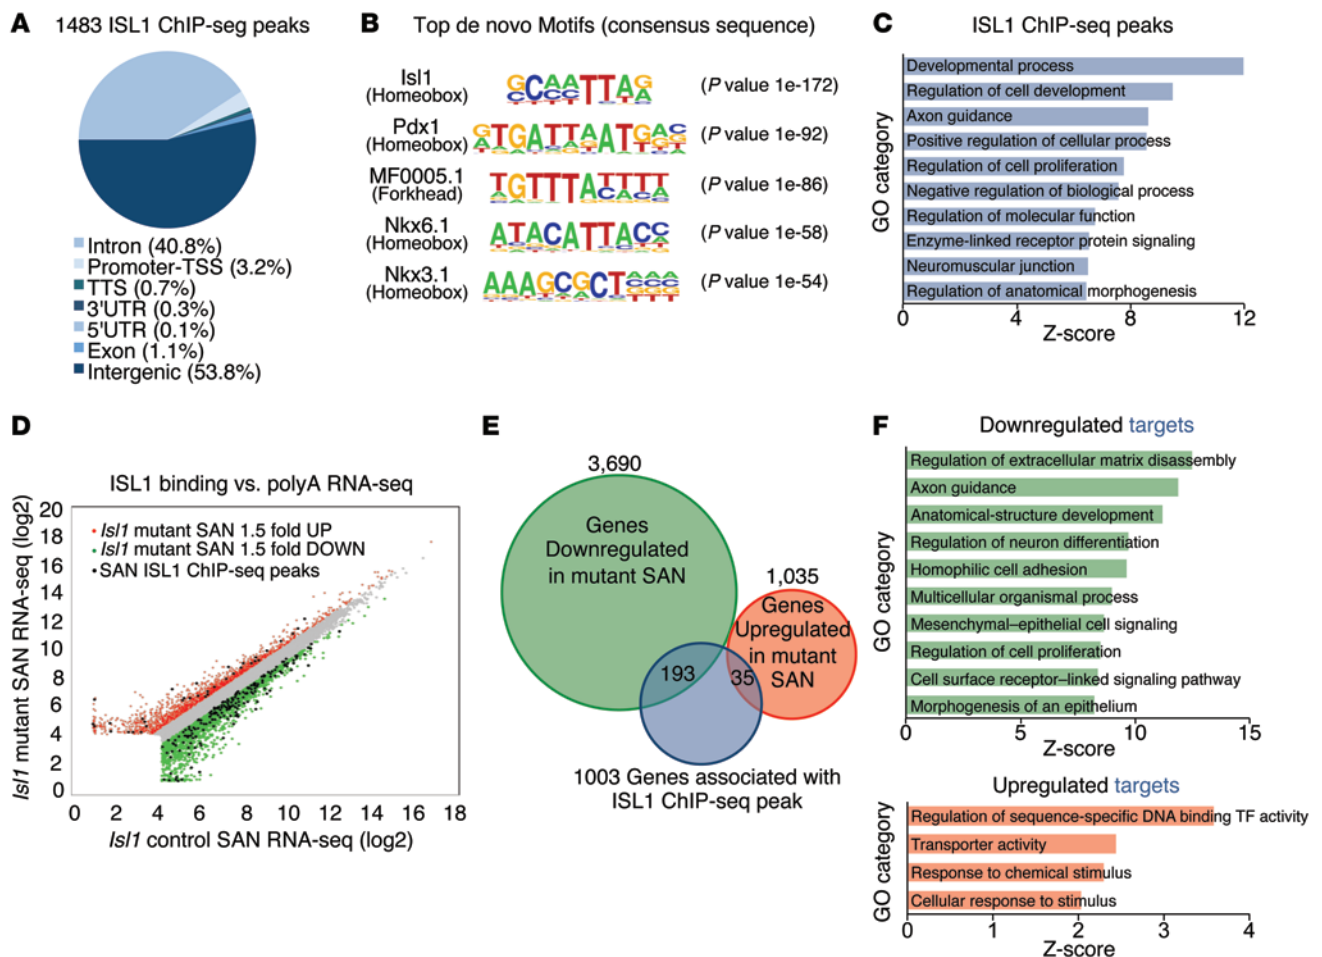 A
1483 ISL1 ChIP-seg peaks
Intron (40.8%)
Promoter-TSS (3.2%)
TTS (0.7%)
3'UTR (0.3%)
5'UTR (0.1%)
Exon (1.1%)
Intergenic (53.8%)
B
Top de novo Motifs (consensus sequence)
Isl1
(Homeobox)
(P value 1e-172)
Pdx1
(Homeobox)
(P value 1e-92)
MF0005.1
(Forkhead)
(P value 1e-86)
Nkx6.1
(Homeobox)
(P value 1e-58)
Nkx3.1
(Homeobox)
(P value 1e-54)
C
ISL1 ChIP-seq peaks
GO category
Developmental process
Regulation of cell development
Axon guidance
Positive regulation of cellular process
Regulation of cell proliferation
Negative regulation of biological process
Regulation of molecular function
Enzyme-linked receptor protein signaling
Neuromuscular junction
Regulation of anatomical morphogenesis
0 4 8 12
Z-score
D
ISL1 binding vs. polyA RNA-seq
Isl1 mutant SAN RNA-seq (log2)
20
18
16
14
12
10
8
6
4
2
0
Isl1 mutant SAN 1.5 fold UP
Isl1 mutant SAN 1.5 fold DOWN
SAN ISL1 ChIP-seq peaks
0 2 4 6 8 10 12 14 16 18
Isl1 control SAN RNA-seq (log2)
E
3,690
Genes
Downregulated
in mutant SAN
1,035
Genes
Upregulated
in mutant
SAN
193
35
1003 Genes associated with
ISL1 ChIP-seq peak
F
Downregulated targets
GO category
Regulation of extracellular matrix disassembly
Axon guidance
Anatomical-structure development
Regulation of neuron differentiation
Homophilic cell adhesion
Multicellular organismal process
Mesenchymal–epithelial cell signaling
Regulation of cell proliferation
Cell surface receptor–linked signaling pathway
Morphogenesis of an epithelium
0 5 10 15
Z-score
Upregulated targets
GO category
Regulation of sequence-specific DNA binding TF activity
Transporter activity
Response to chemical stimulus
Cellular response to stimulus
0 1 2 3 4
Z-score